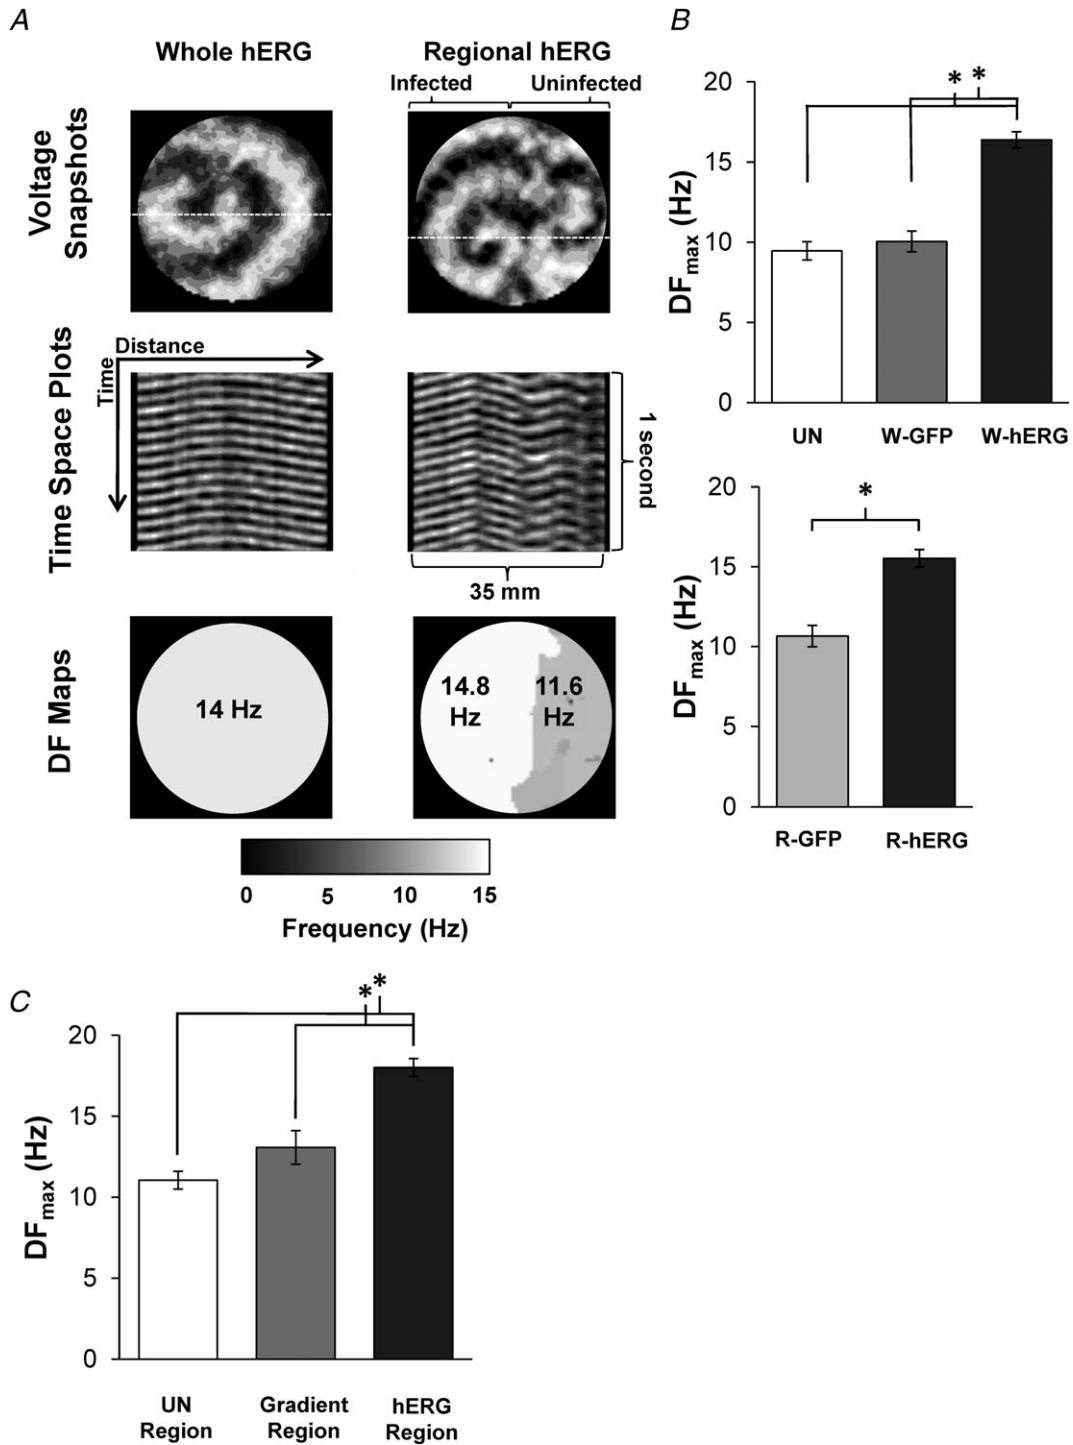 A
Whole hERG
Regional hERG
Infected
Uninfected
Voltage
Snapshots
Distance
Time
Time Space Plots
1 second
35 mm
DF Maps
14 Hz
14.8
Hz
11.6
Hz
0 5 10 15
Frequency (Hz)
B
* *
20
15
10
5
0
DFmax (Hz)
UN W-GFP W-hERG
*
20
15
10
5
0
DFmax (Hz)
R-GFP R-hERG
C
* *
20
15
10
5
0
DFmax (Hz)
UN
Region
Gradient
Region
hERG
Region